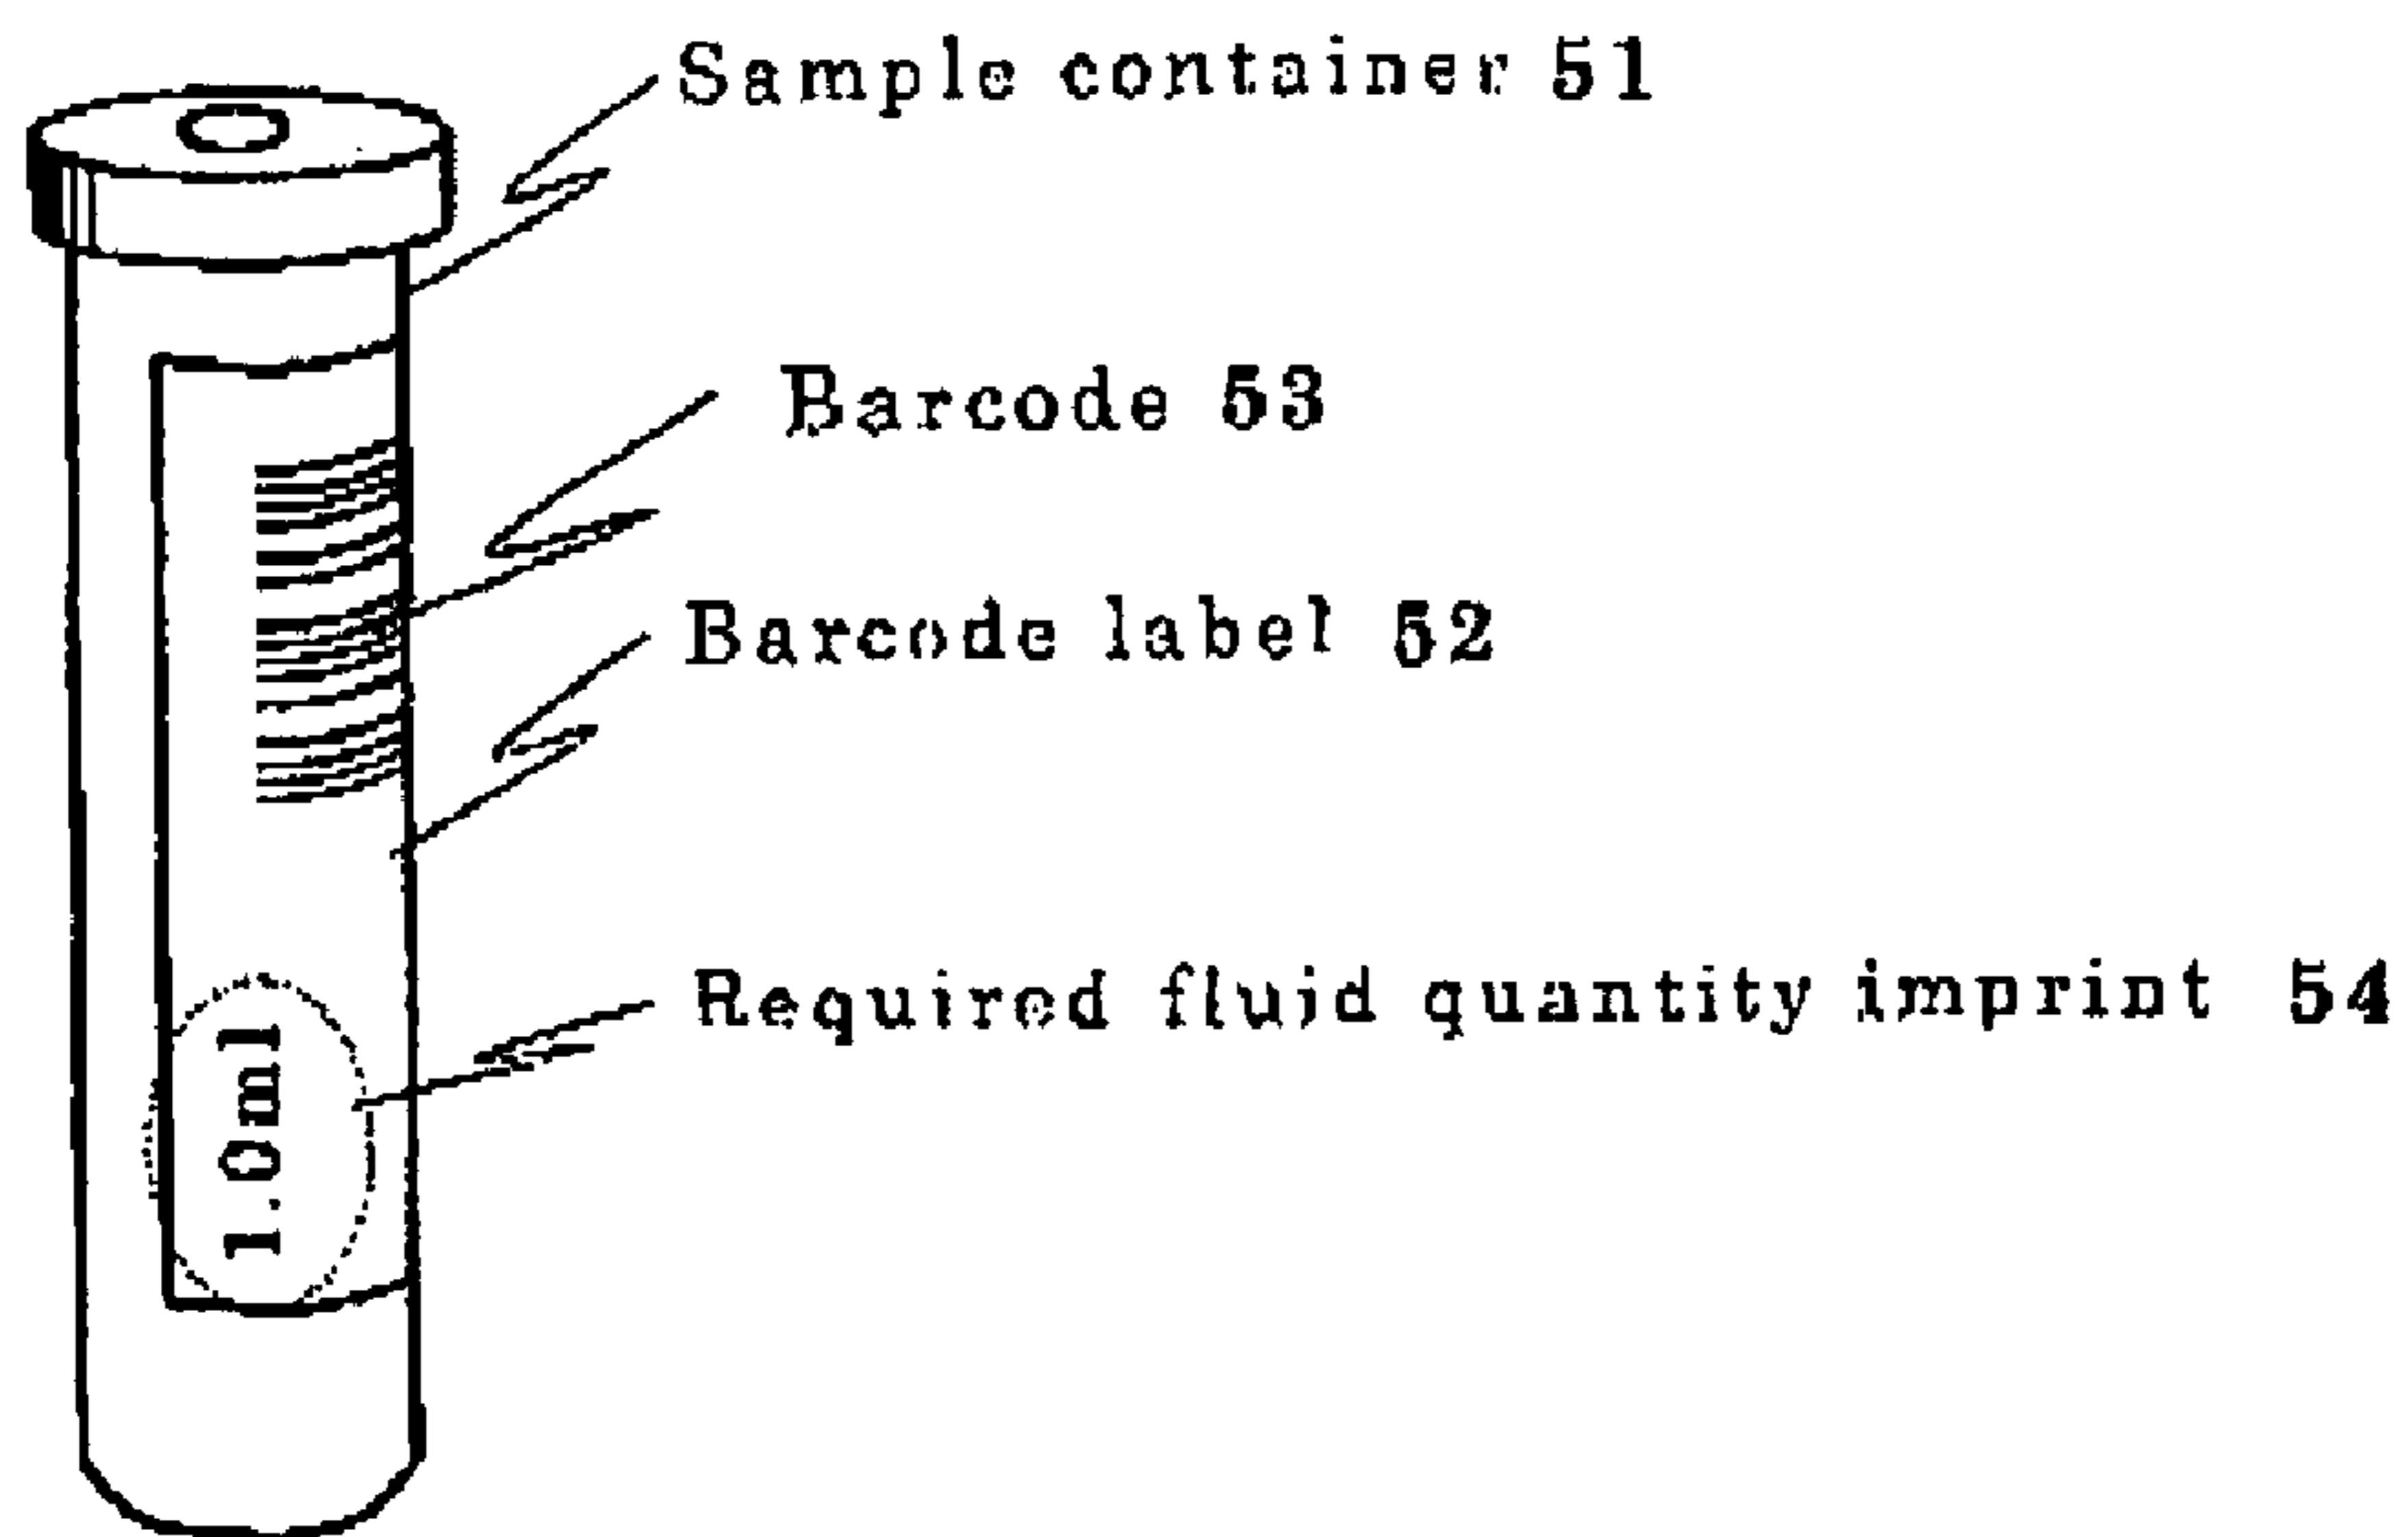 Sample container 51
Barcode 53
Barcode label 52
Required fluid quantity imprint 54
1.0ml